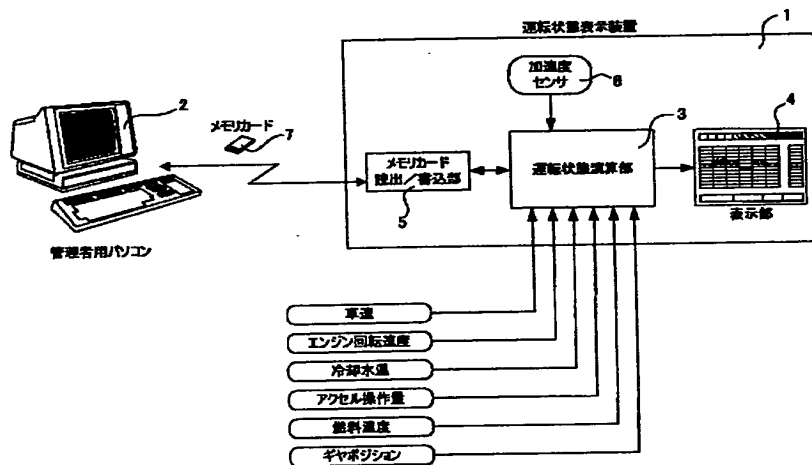 運転状態表示装置
1
加速度
センサ
6
2
メモリカード
7
3
4
メモリカード
読出/書込部
5
運転状態演算部
表示部
管理者用パソコン
車速
エンジン回転速度
冷却水温
アクセル操作量
燃料温度
ギヤポジション